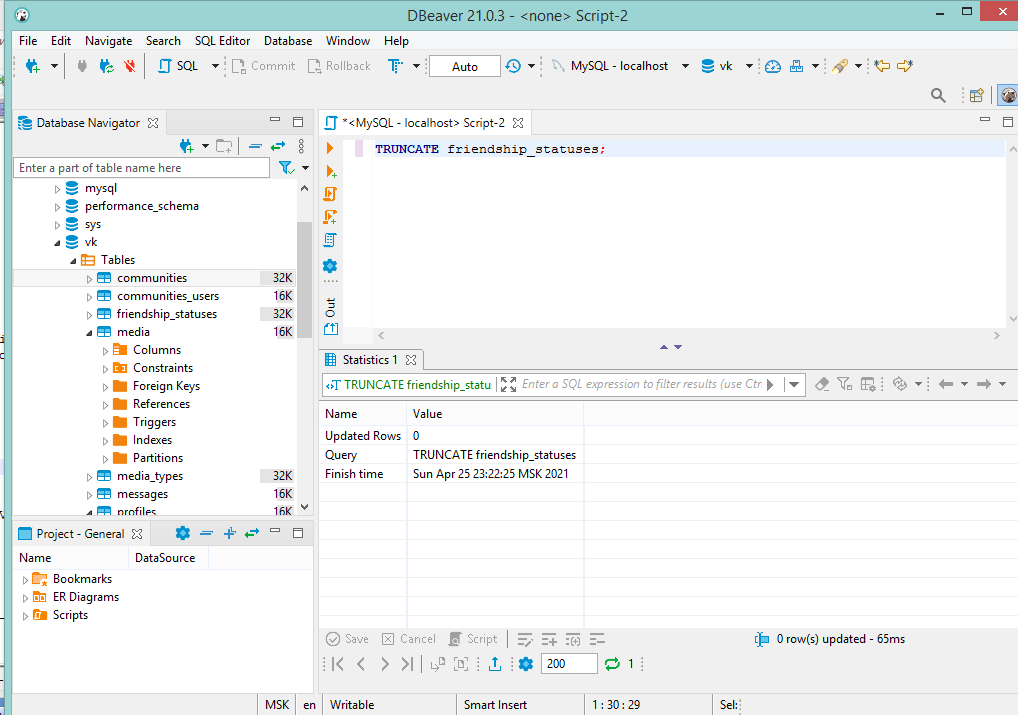 DBeaver 21.0.3 - <none> Script-2
File Edit Navigate Search SQL Editor Database Window Help
SQL Commit Rollback Auto MySQL - localhost vk
Database Navigator
Enter a part of table name here
mysql
performance_schema
sys
vk
Tables
communities 32K
communities_users 16K
friendship_statuses 32K
media 16K
Columns
Constraints
Foreign Keys
References
Triggers
Indexes
Partitions
media_types 32K
messages 16K
profiles 16K
Project - General
Name DataSource
Bookmarks
ER Diagrams
Scripts
*<MySQL - localhost> Script-2
TRUNCATE friendship_statuses;
Out
Statistics 1
TRUNCATE friendship_statu Enter a SQL expression to filter results (use Ctr
Name Value
Updated Rows 0
Query TRUNCATE friendship_statuses
Finish time Sun Apr 25 23:22:25 MSK 2021
Save Cancel Script 0 row(s) updated - 65ms
200 1
MSK en Writable Smart Insert 1 : 30 : 29 Sel: